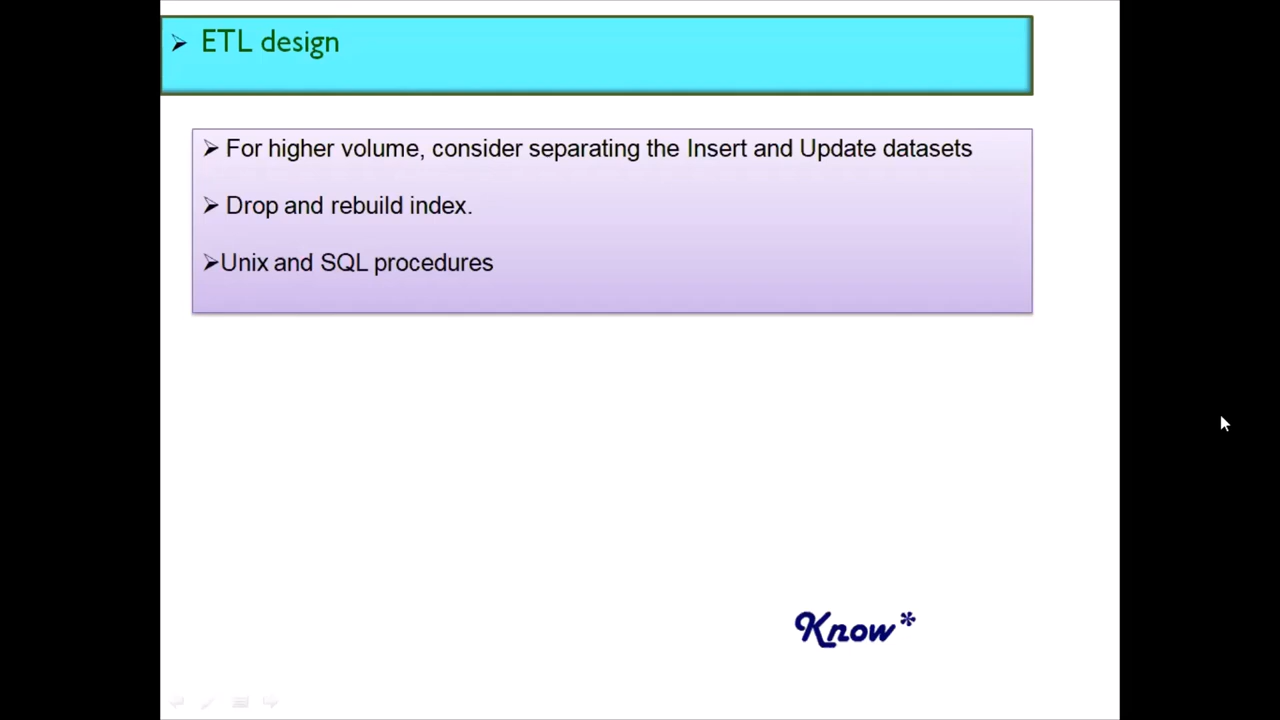 ➢ ETL design
➢ For higher volume, consider separating the Insert and Update datasets
➢ Drop and rebuild index.
➢Unix and SQL procedures
Know*